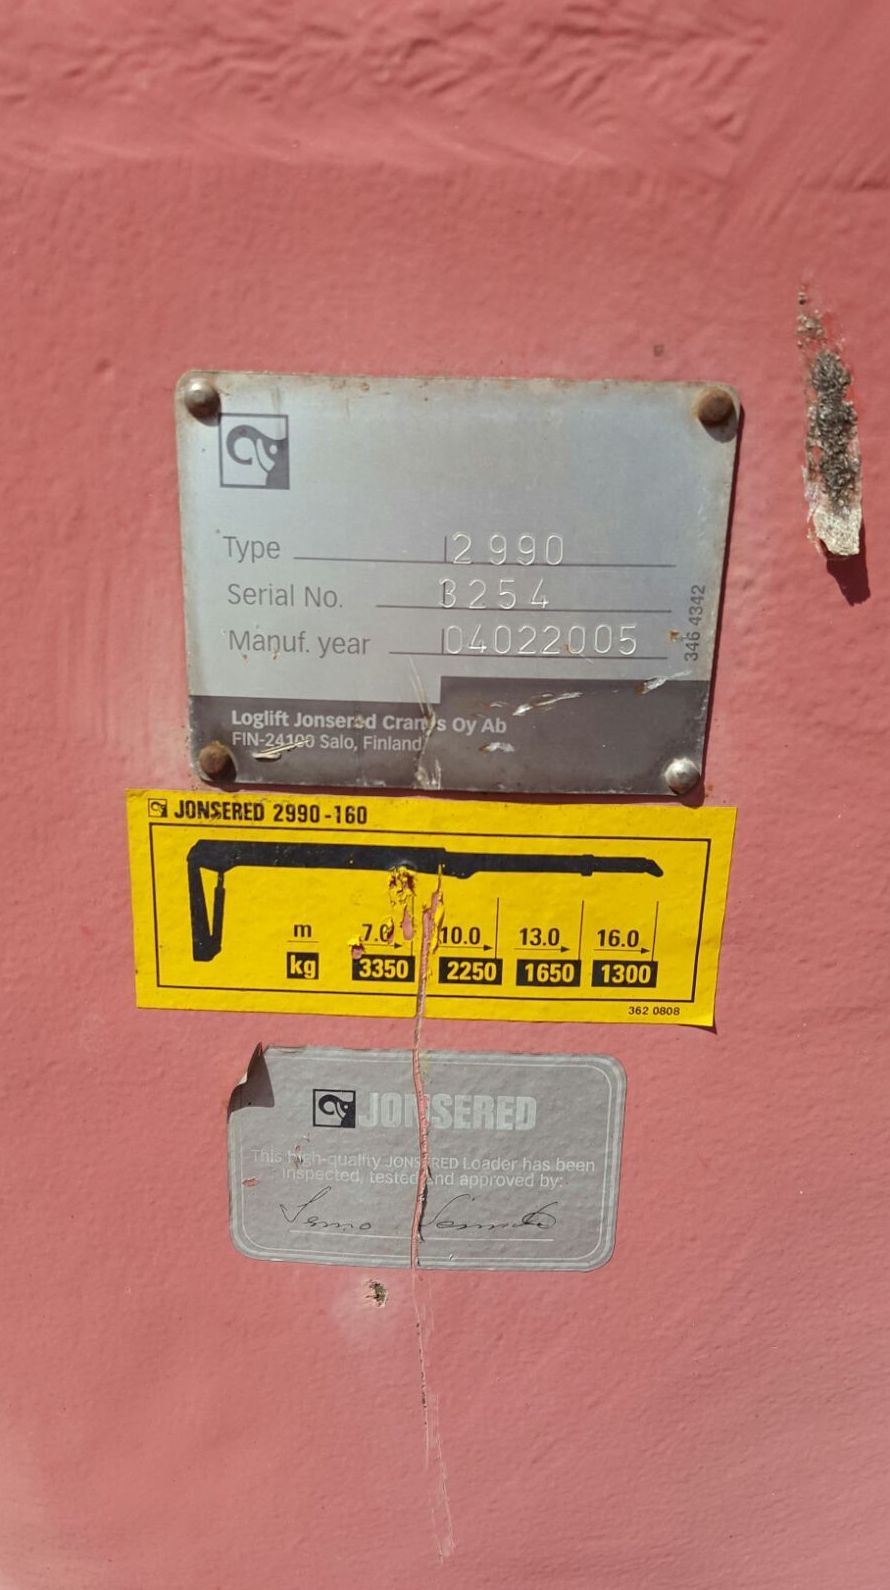 Type 2 990
Serial No. 3254
Manuf. year 04022005
346 4342
Loglift Jonsered Cranes Oy Ab
FIN-24100 Salo, Finland
JONSERED 2990-160
m 7.0 10.0 13.0 16.0
kg 3350 2250 1650 1300
362 0808
JONSERED
This high-quality JONSERED Loader has been
inspected, tested and approved by: